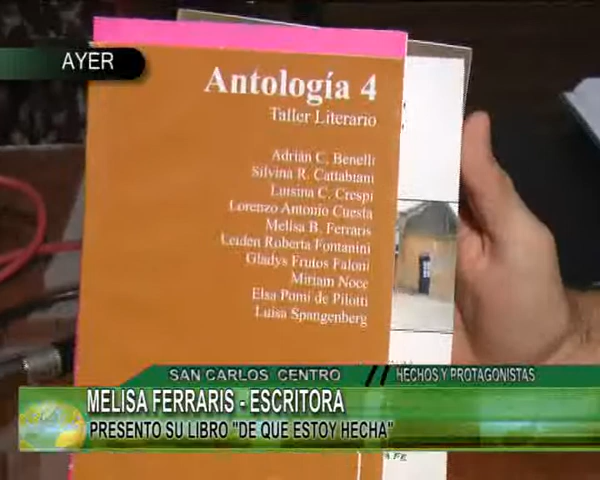 AYER
Antología 4
Taller Literario
Adrián C. Benelli
Silvina R. Cattabiani
Luisina C. Crespi
Lorenzo Antonio Cuesta
Melisa B. Ferraris
Leiden Roberta Fontanini
Gladys Frutos Faloni
Miriam Noce
Elsa Pomi de Pilotti
Luisa Spangenberg
SAN CARLOS CENTRO // HECHOS Y PROTAGONISTAS
MELISA FERRARIS - ESCRITORA
PRESENTO SU LIBRO "DE QUE ESTOY HECHA"